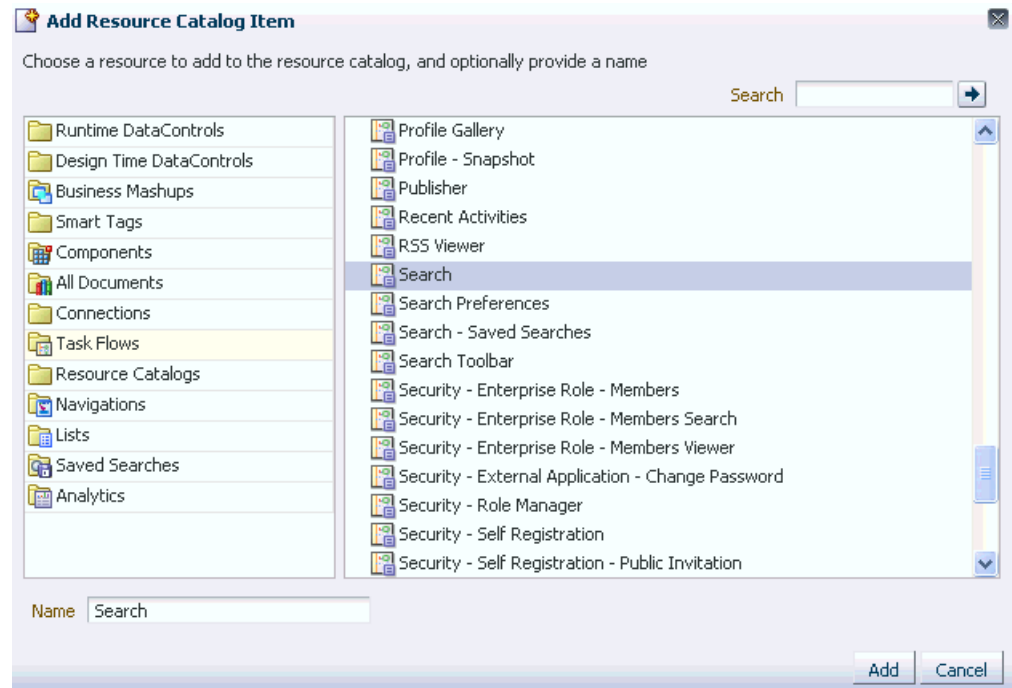 Add Resource Catalog Item
Choose a resource to add to the resource catalog, and optionally provide a name
Search
Runtime DataControls
Design Time DataControls
Business Mashups
Smart Tags
Components
All Documents
Connections
Task Flows
Resource Catalogs
Navigations
Lists
Saved Searches
Analytics
Profile Gallery
Profile - Snapshot
Publisher
Recent Activities
RSS Viewer
Search
Search Preferences
Search - Saved Searches
Search Toolbar
Security - Enterprise Role - Members
Security - Enterprise Role - Members Search
Security - Enterprise Role - Members Viewer
Security - External Application - Change Password
Security - Role Manager
Security - Self Registration
Security - Self Registration - Public Invitation
Name Search
Add Cancel